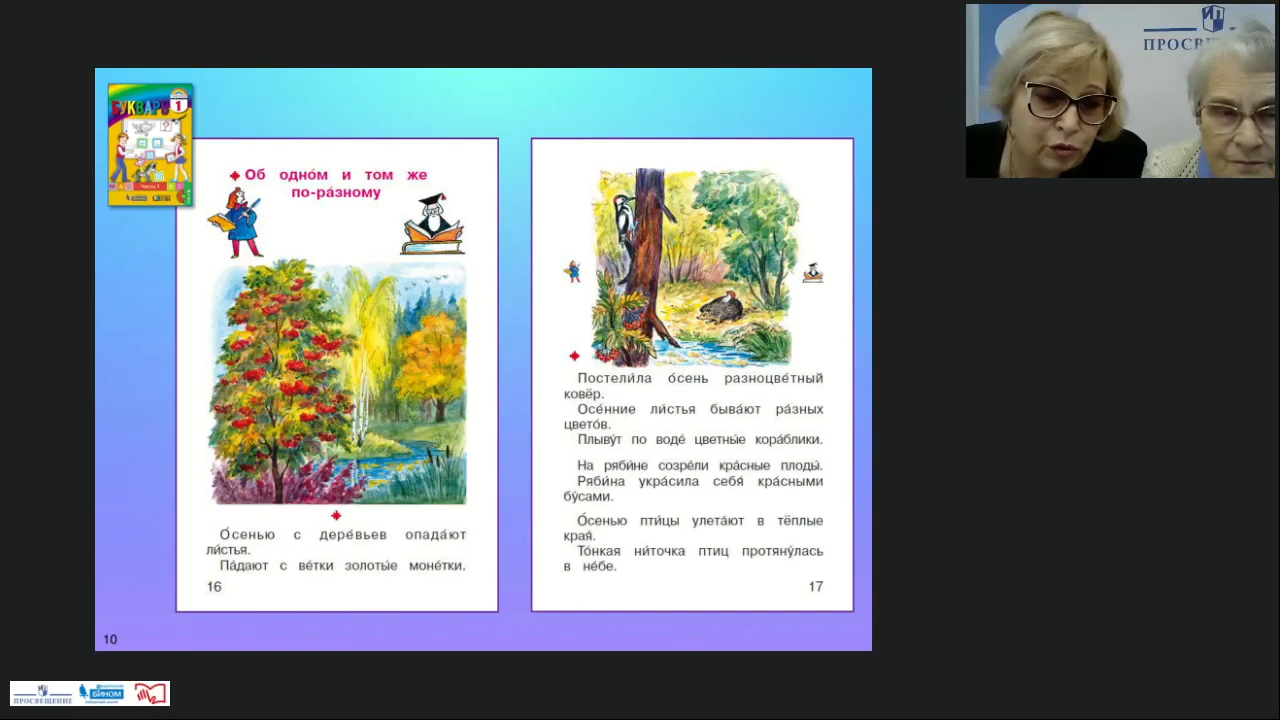 БУКВАРЬ
1
Часть 1
Об одно́м и том же
по-ра́зному
О́сенью с дере́вьев опада́ют
ли́стья.
Па́дают с ве́тки золоты́е моне́тки.
16
Постели́ла о́сень разноцве́тный
ковёр.
Осе́нние ли́стья быва́ют ра́зных
цвето́в.
Плыву́т по воде́ цветны́е кора́блики.
На ряби́не созре́ли кра́сные плоды́.
Ряби́на укра́сила себя́ кра́сными
бу́сами.
О́сенью пти́цы улета́ют в тёплые
края́.
То́нкая ни́точка птиц протяну́лась
в не́бе.
17
10
ПРОСВЕЩЕНИЕ
БИНОМ
ПРОСВЕ